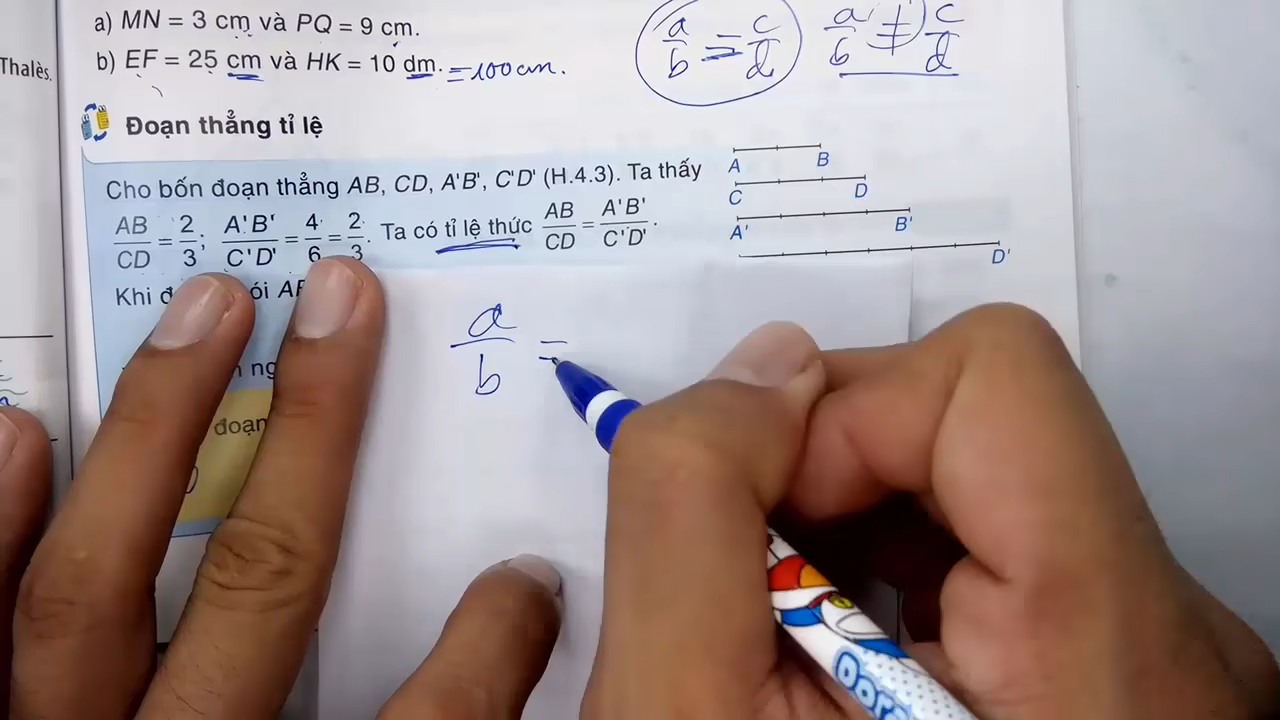 a) MN = 3 cm và PQ = 9 cm.
b) EF = 25 cm và HK = 10 dm. = 100 cm.
a/b = c/d
a/b ≠ c/d
Thalès.
Đoạn thẳng tỉ lệ
Cho bốn đoạn thẳng AB, CD, A'B', C'D' (H.4.3). Ta thấy
AB/CD = 2/3; A'B'/C'D' = 4/6 = 2/3. Ta có tỉ lệ thức AB/CD = A'B'/C'D'.
Khi
A B
C D
A' B'
D'
a/b =
đoạn
Dora